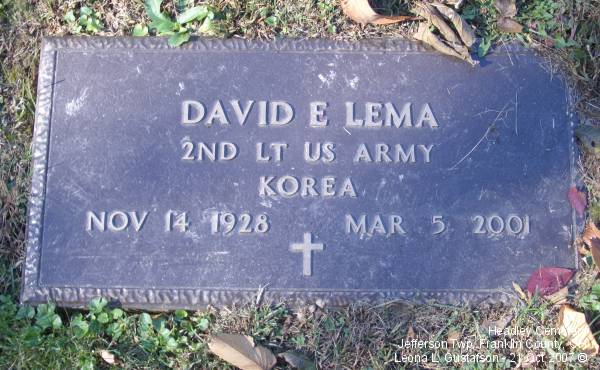 DAVID E LEMA
2ND LT US ARMY
KOREA
NOV 14 1928 MAR 5 2001
Headley
Jefferson Twp, Franklin County,
Leona L. Gustafson - 21 Oct 2007 ©